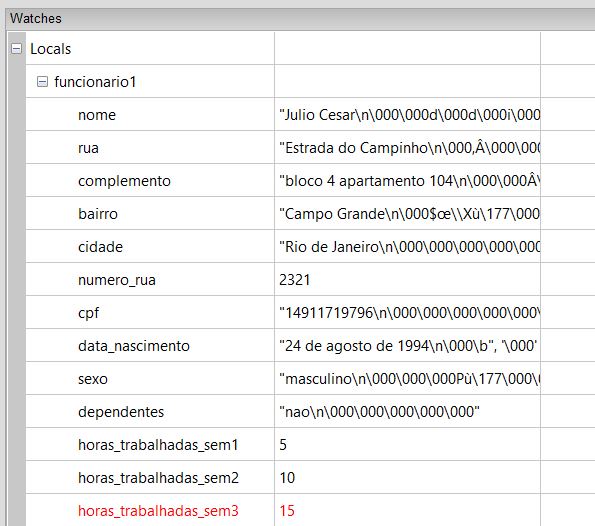 Watches
Locals
funcionario1
nome "Julio Cesar\n\000\000d\000d\000i\000
rua "Estrada do Campinho\n\000,Â\000\000
complemento "bloco 4 apartamento 104\n\000\000Â\
bairro "Campo Grande\n\000$œ\\Xù\177\000
cidade "Rio de Janeiro\n\000\000\000\000\000
numero_rua 2321
cpf "14911719796\n\000\000\000\000\000\
data_nascimento "24 de agosto de 1994\n\000\b", '\000'
sexo "masculino\n\000\000\000Pù\177\000\0
dependentes "nao\n\000\000\000\000\000"
horas_trabalhadas_sem1 5
horas_trabalhadas_sem2 10
horas_trabalhadas_sem3 15